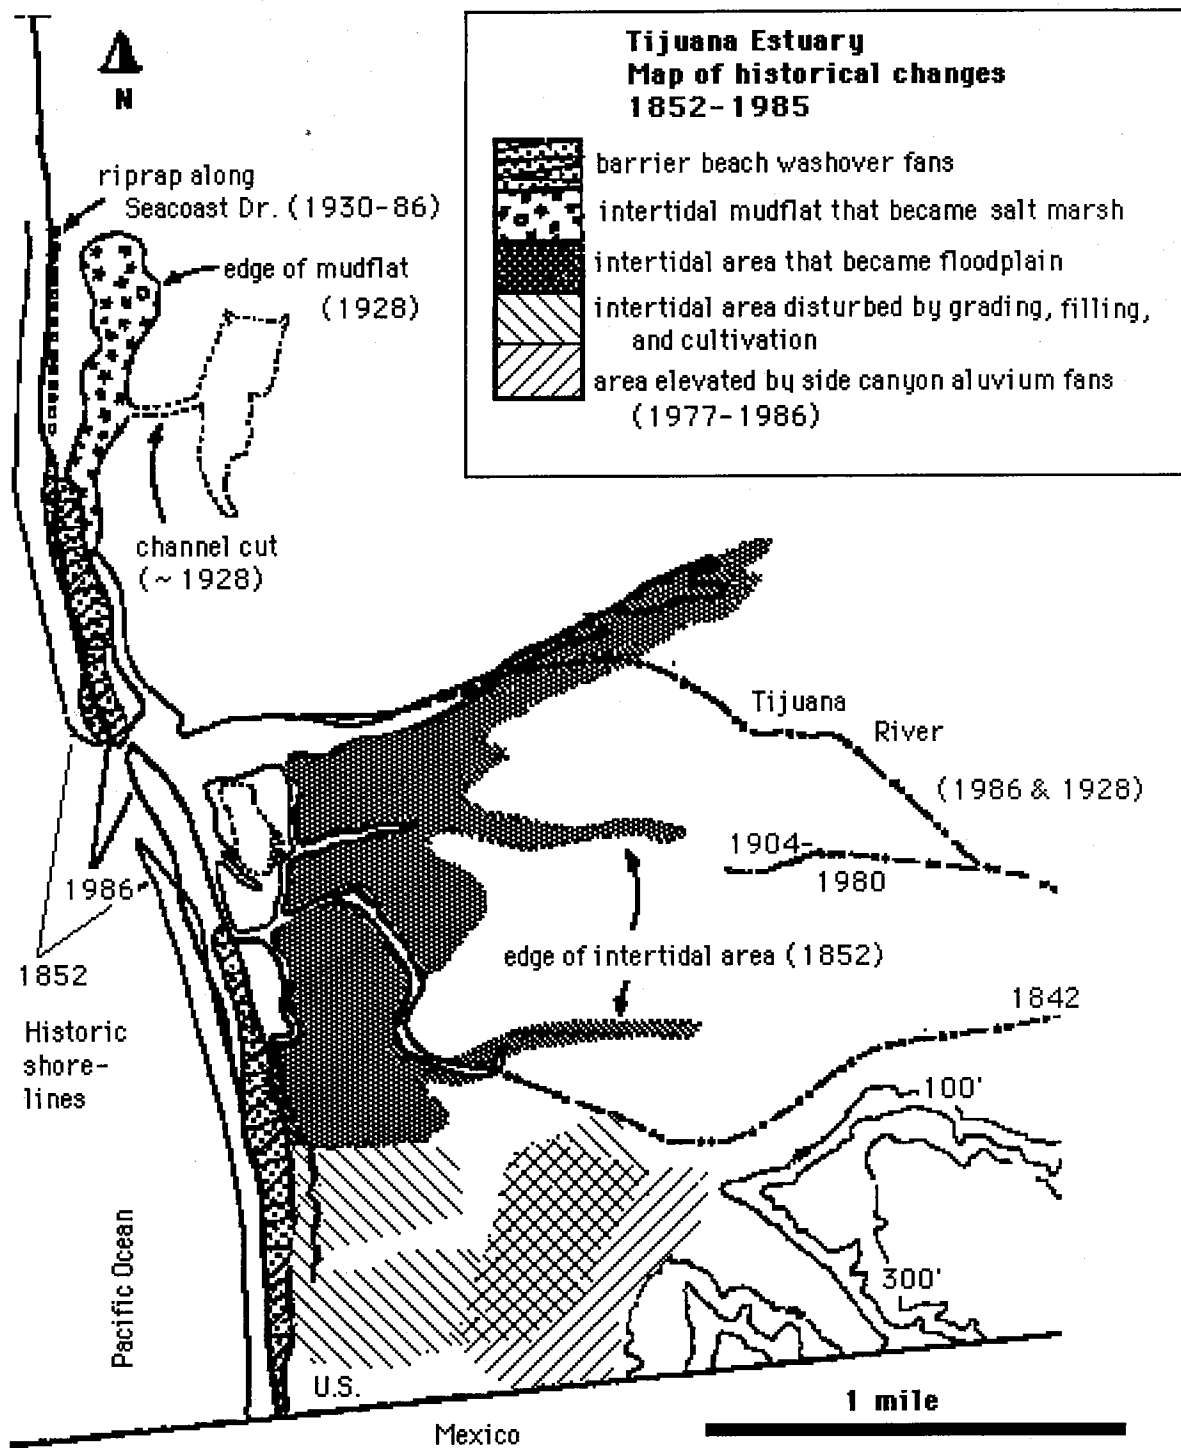 Tijuana Estuary
Map of historical changes
1852-1985
barrier beach washover fans
intertidal mudflat that became salt marsh
intertidal area that became floodplain
intertidal area disturbed by grading, filling,
and cultivation
area elevated by side canyon aluvium fans
(1977-1986)
N
riprap along
Seacoast Dr. (1930-86)
edge of mudflat
(1928)
channel cut
(~ 1928)
Tijuana
River
(1986 & 1928)
1904-
1980
1986
edge of intertidal area (1852)
1852
1842
Historic
shore-
lines
100'
300'
Pacific Ocean
U.S.
1 mile
Mexico